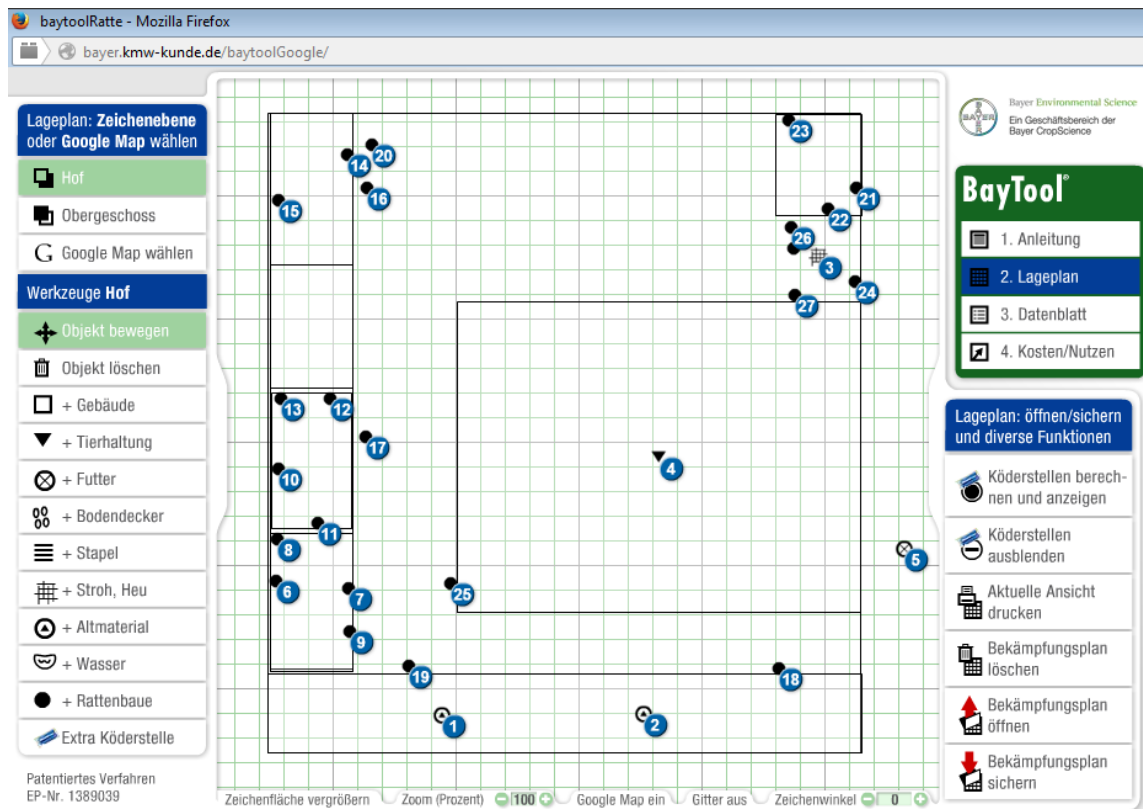 baytoolRatte - Mozilla Firefox
bayer.kmw-kunde.de/baytoolGoogle/
Lageplan: Zeichenebene
oder Google Map wählen
Hof
Obergeschoss
Google Map wählen
Werkzeuge Hof
Objekt bewegen
Objekt löschen
+ Gebäude
+ Tierhaltung
+ Futter
+ Bodendecker
+ Stapel
+ Stroh, Heu
+ Altmaterial
+ Wasser
+ Rattenbaue
Extra Köderstelle
Patentiertes Verfahren
EP-Nr. 1389039
23
20
14
16
21
15
22
26
3
24
27
13
12
17
4
10
11
8
5
6
7
25
9
19
18
1
2
Zeichenfläche vergrößern
Zoom (Prozent) 100
Google Map ein
Gitter aus
Zeichenwinkel 0
BAYER
Bayer Environmental Science
Ein Geschäftsbereich der
Bayer CropScience
BayTool®
1. Anleitung
2. Lageplan
3. Datenblatt
4. Kosten/Nutzen
Lageplan: öffnen/sichern
und diverse Funktionen
Köderstellen berech-
nen und anzeigen
Köderstellen
ausblenden
Aktuelle Ansicht
drucken
Bekämpfungsplan
löschen
Bekämpfungsplan
öffnen
Bekämpfungsplan
sichern